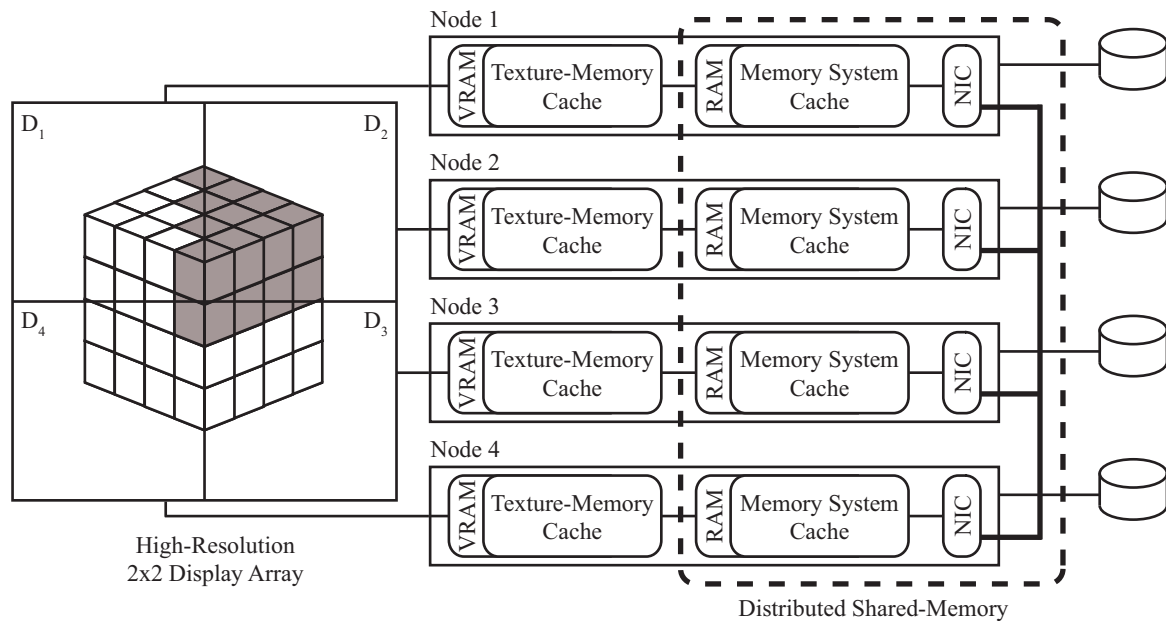 Node 1
VRAM
Texture-Memory
Cache
RAM
Memory System
Cache
NIC
D1
D2
Node 2
VRAM
Texture-Memory
Cache
RAM
Memory System
Cache
NIC
D4
D3
Node 3
VRAM
Texture-Memory
Cache
RAM
Memory System
Cache
NIC
Node 4
VRAM
Texture-Memory
Cache
RAM
Memory System
Cache
NIC
High-Resolution
2x2 Display Array
Distributed Shared-Memory